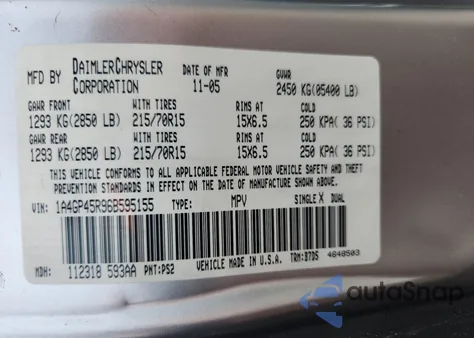 MFD BY DAIMLERCHRYSLER CORPORATION DATE OF MFR 11-05 GVWR 2450 KG(05400 LB)
GAWR FRONT WITH TIRES RIMS AT COLD
1293 KG(2850 LB) 215/70R15 15X6.5 250 KPA( 36 PSI)
GAWR REAR WITH TIRES RIMS AT COLD
1293 KG(2850 LB) 215/70R15 15X6.5 250 KPA( 36 PSI)
THIS VEHICLE CONFORMS TO ALL APPLICABLE FEDERAL MOTOR VEHICLE SAFETY AND THEFT
PREVENTION STANDARDS IN EFFECT ON THE DATE OF MANUFACTURE SHOWN ABOVE.
VIN: 1A4GP45R96B595155 TYPE: MPV SINGLE X DUAL
MDH: 112310 593AA PNT:PS2 VEHICLE MADE IN U.S.A. TRM:B7D5 4648503
autoSnap